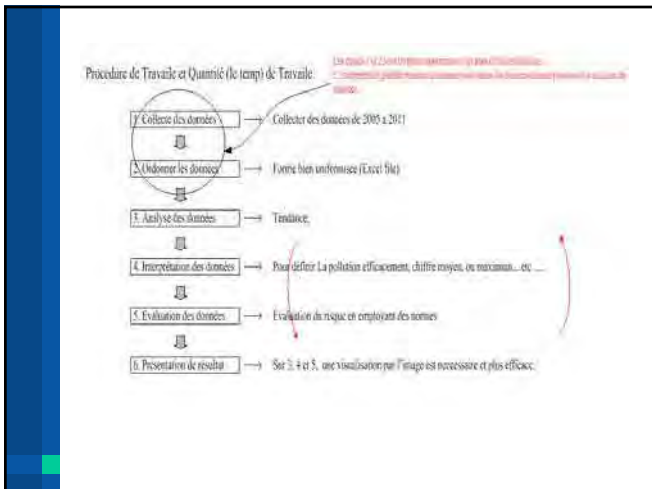 Procedure de Travaile et Quantité (le temp) de Travaile
1. Collecte des données → Collecter des données de 2005 a 2011
2. Ordonner les données → Forme bien uniformisee (Excel file)
3. Analyse des données → Tendance,
4. Interprétation des données → Pour définir La pollution efficacement, chiffre moyen, ou maximum... etc ....
5. Evaluation des données → Evaluation du risque en employant des normes
6. Presentation de resultat → Sur 3, 4 et 5, une visualisation par l'image est necessaire et plus efficace.